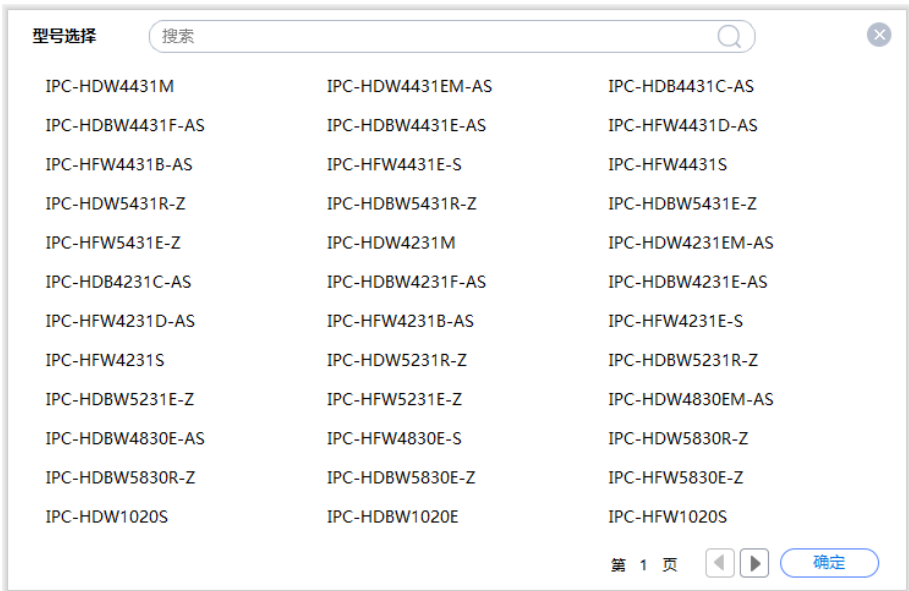 型号选择 搜索
IPC-HDW4431M IPC-HDW4431EM-AS IPC-HDB4431C-AS
IPC-HDBW4431F-AS IPC-HDBW4431E-AS IPC-HFW4431D-AS
IPC-HFW4431B-AS IPC-HFW4431E-S IPC-HFW4431S
IPC-HDW5431R-Z IPC-HDBW5431R-Z IPC-HDBW5431E-Z
IPC-HFW5431E-Z IPC-HDW4231M IPC-HDW4231EM-AS
IPC-HDB4231C-AS IPC-HDBW4231F-AS IPC-HDBW4231E-AS
IPC-HFW4231D-AS IPC-HFW4231B-AS IPC-HFW4231E-S
IPC-HFW4231S IPC-HDW5231R-Z IPC-HDBW5231R-Z
IPC-HDBW5231E-Z IPC-HFW5231E-Z IPC-HDW4830EM-AS
IPC-HDBW4830E-AS IPC-HFW4830E-S IPC-HDW5830R-Z
IPC-HDBW5830R-Z IPC-HDBW5830E-Z IPC-HFW5830E-Z
IPC-HDW1020S IPC-HDBW1020E IPC-HFW1020S
第 1 页 确定